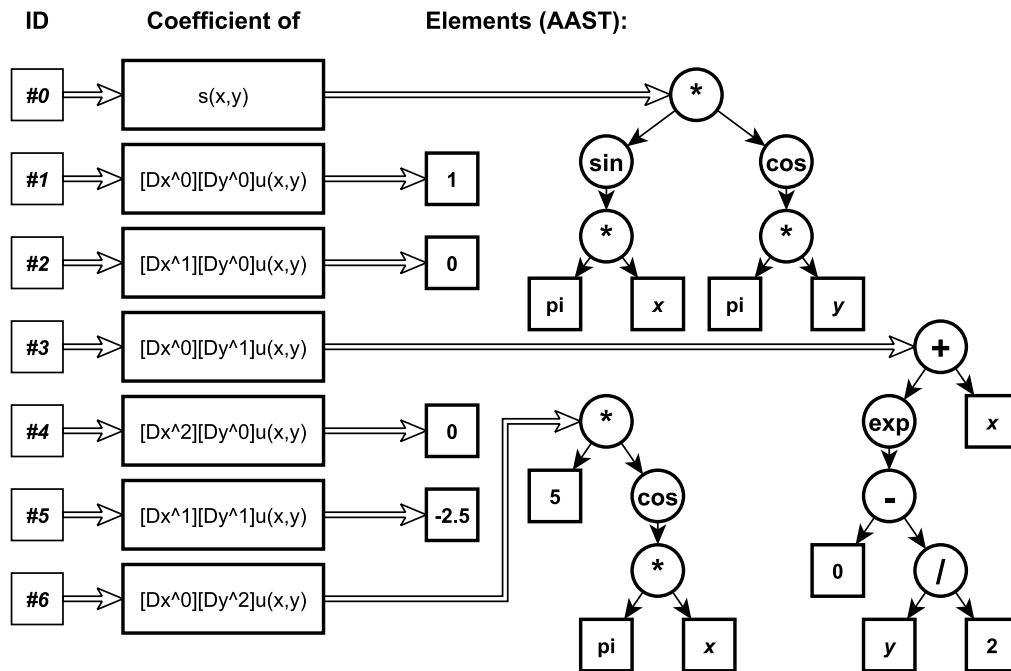 ID Coefficient of Elements (AAST):
#0 s(x,y) *
sin cos
#1 [Dx^0][Dy^0]u(x,y) 1
* *
#2 [Dx^1][Dy^0]u(x,y) 0
pi x pi y
#3 [Dx^0][Dy^1]u(x,y) +
#4 [Dx^2][Dy^0]u(x,y) 0 * exp x
5 cos -
#5 [Dx^1][Dy^1]u(x,y) -2.5
* 0 /
#6 [Dx^0][Dy^2]u(x,y)
pi x y 2